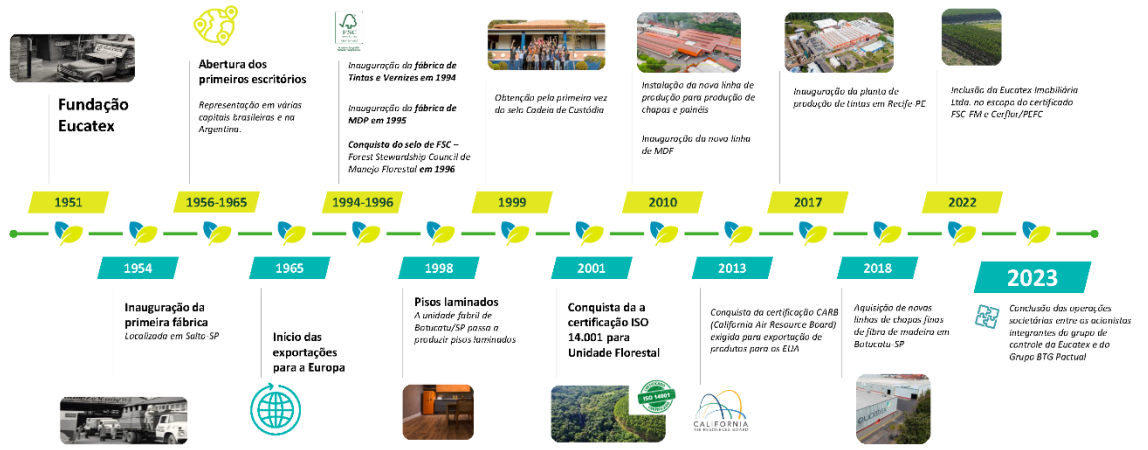 Fundação
Eucatex
Abertura dos
primeiros escritórios
Representação em várias
capitais brasileiras e na
Argentina.
FSC
Inauguração da fábrica de
Tintas e Vernizes em 1994
Inauguração da fábrica de
MDP em 1995
Conquista do selo de FSC –
Forest Stewardship Council de
Manejo Florestal em 1996
Obtenção pela primeira vez
do selo Cadeia de Custódia
Instalação da nova linha de
produção para produção de
chapas e painéis
Inauguração da nova linha
de MDF
Inauguração da planta de
produção de tintas em Recife-PE
Inclusão da Eucatex Imobiliária
Ltda. no escopo do certificado
FSC-FM e Cerflor/PEFC
1951
1956-1965
1994-1996
1999
2010
2017
2022
1954
1965
1998
2001
2013
2018
2023
Inauguração da
primeira fábrica
Localizada em Salto-SP
Início das
exportações
para a Europa
Pisos laminados
A unidade fabril de
Botucatu/SP passa a
produzir pisos laminados
Conquista da a
certificação ISO
14.001 para
Unidade Florestal
ISO 14001
Conquista da certificação CARB
(California Air Resource Board)
exigida para exportação de
produtos para os EUA
CALIFORNIA
AIR RESOURCES BOARD
Aquisição de novas
linhas de chapas finas
de fibra de madeira em
Botucatu-SP
eucatex
Conclusão das operações
societárias entre os acionistas
integrantes do grupo de
controle da Eucatex e do
Grupo BTG Pactual